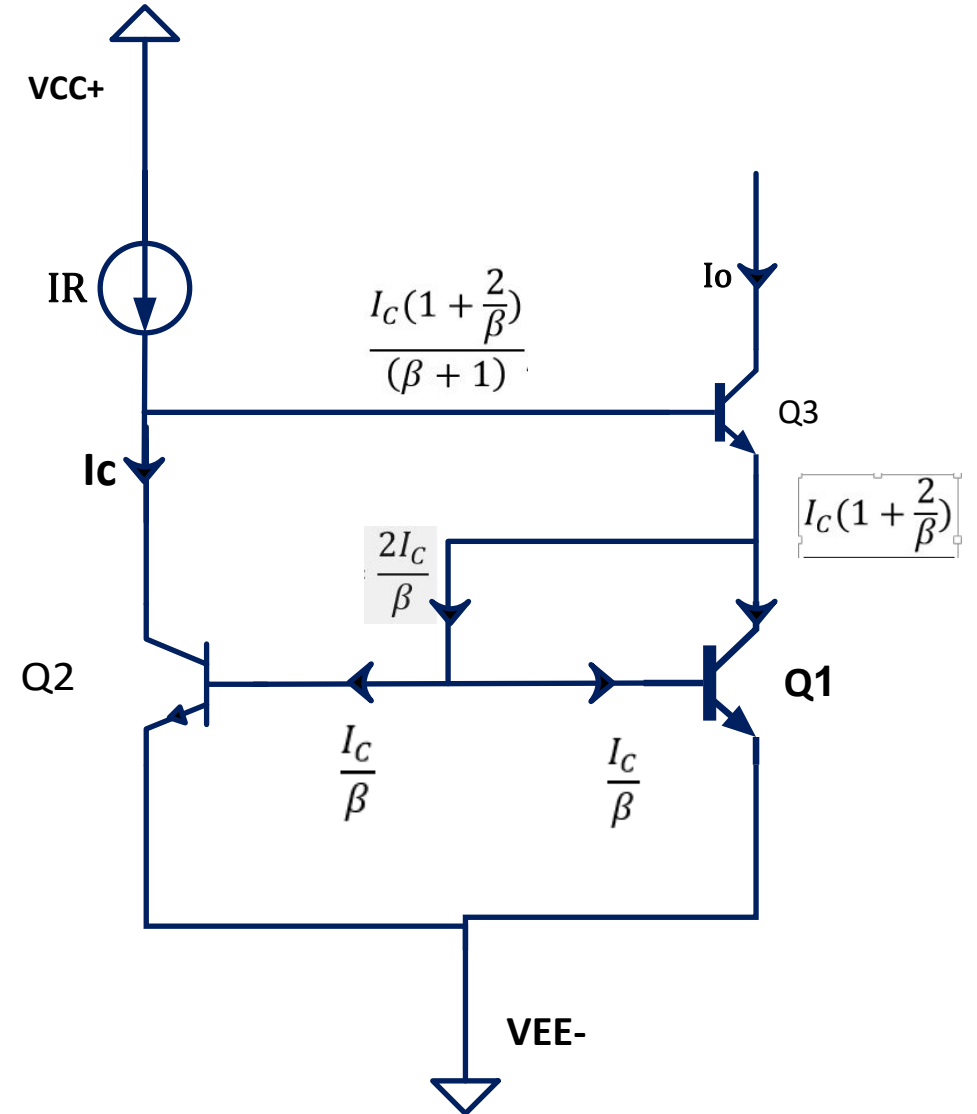 VCC+
IR
Io
I_C(1 + 2/β)/(β + 1)
Q3
Ic
I_C(1 + 2/β)
2I_C/β
Q2
Q1
I_C/β
I_C/β
VEE-